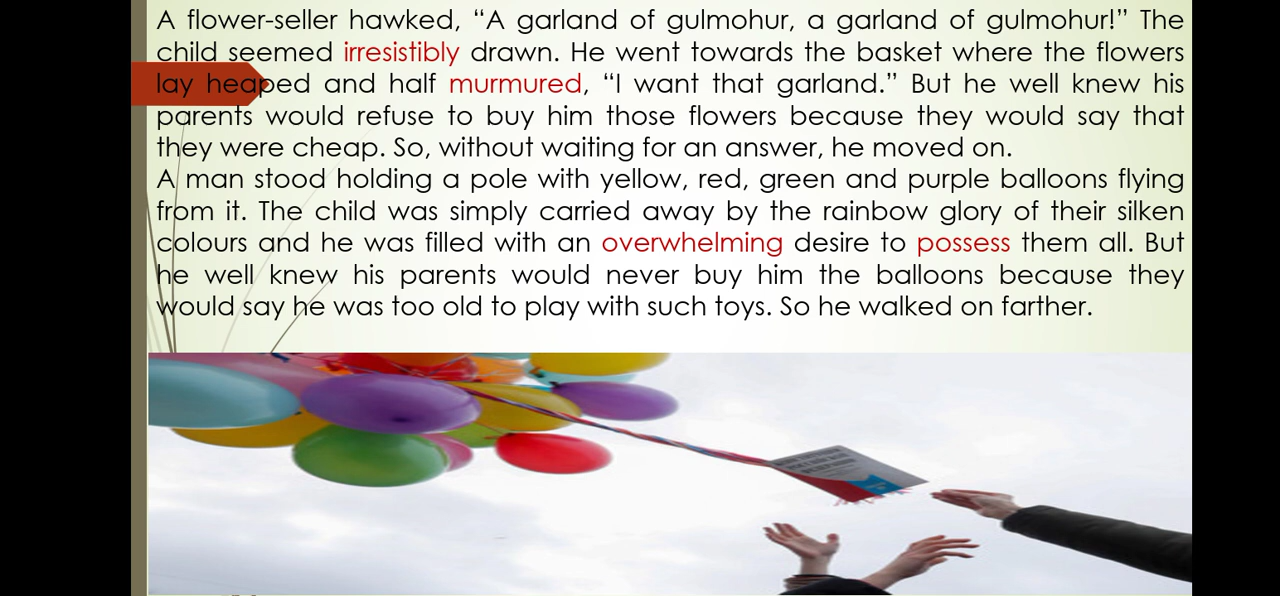 A flower-seller hawked, “A garland of gulmohur, a garland of gulmohur!” The
child seemed irresistibly drawn. He went towards the basket where the flowers
lay heaped and half murmured, “I want that garland.” But he well knew his
parents would refuse to buy him those flowers because they would say that
they were cheap. So, without waiting for an answer, he moved on.
A man stood holding a pole with yellow, red, green and purple balloons flying
from it. The child was simply carried away by the rainbow glory of their silken
colours and he was filled with an overwhelming desire to possess them all. But
he well knew his parents would never buy him the balloons because they
would say he was too old to play with such toys. So he walked on farther.